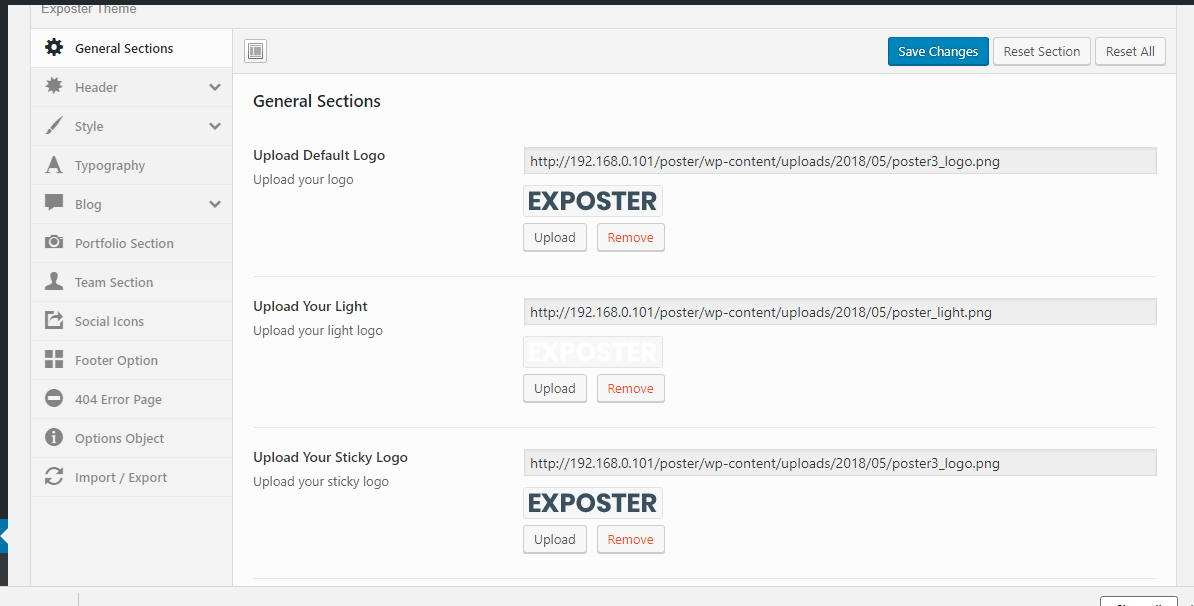 Exposter Theme
General Sections
Header
Style
Typography
Blog
Portfolio Section
Team Section
Social Icons
Footer Option
404 Error Page
Options Object
Import / Export
Save Changes Reset Section Reset All
General Sections
Upload Default Logo
Upload your logo
http://192.168.0.101/poster/wp-content/uploads/2018/05/poster3_logo.png
EXPOSTER
Upload Remove
Upload Your Light
Upload your light logo
http://192.168.0.101/poster/wp-content/uploads/2018/05/poster_light.png
EXPOSTER
Upload Remove
Upload Your Sticky Logo
Upload your sticky logo
http://192.168.0.101/poster/wp-content/uploads/2018/05/poster3_logo.png
EXPOSTER
Upload Remove